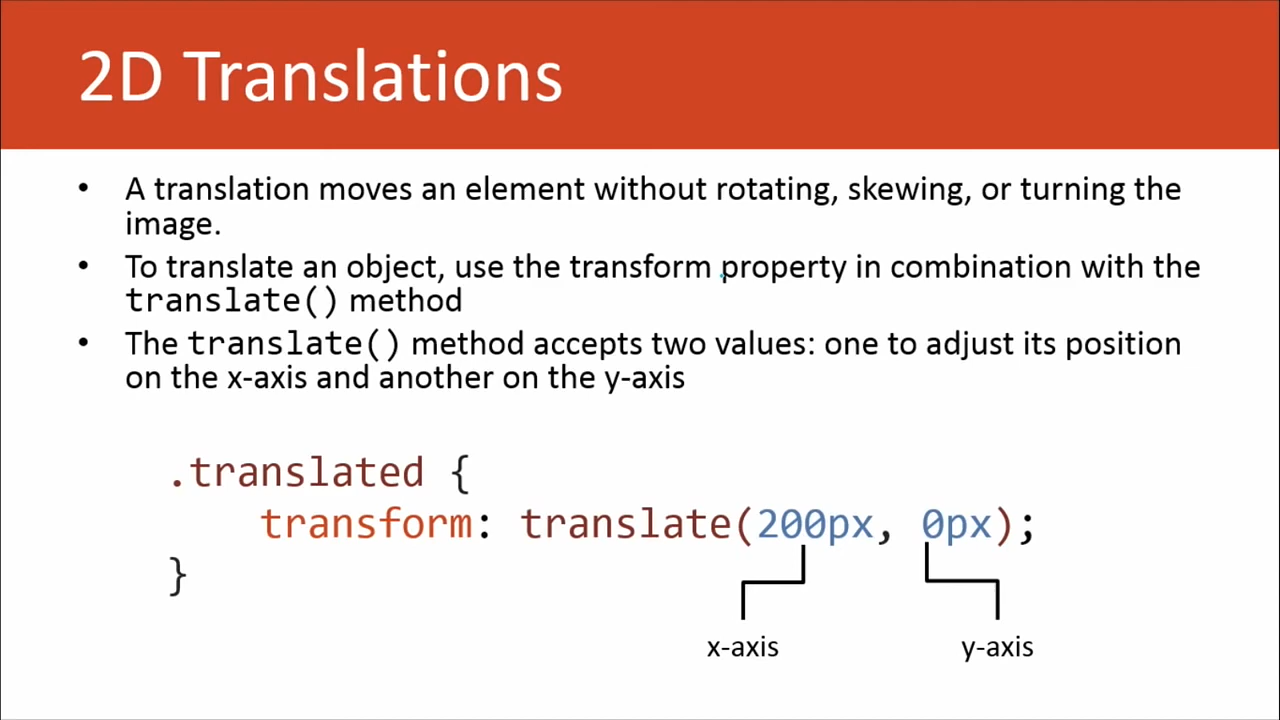 2D Translations
• A translation moves an element without rotating, skewing, or turning the
image.
• To translate an object, use the transform property in combination with the
translate() method
• The translate() method accepts two values: one to adjust its position
on the x-axis and another on the y-axis
.translated {
transform: translate(200px, 0px);
}
x-axis y-axis